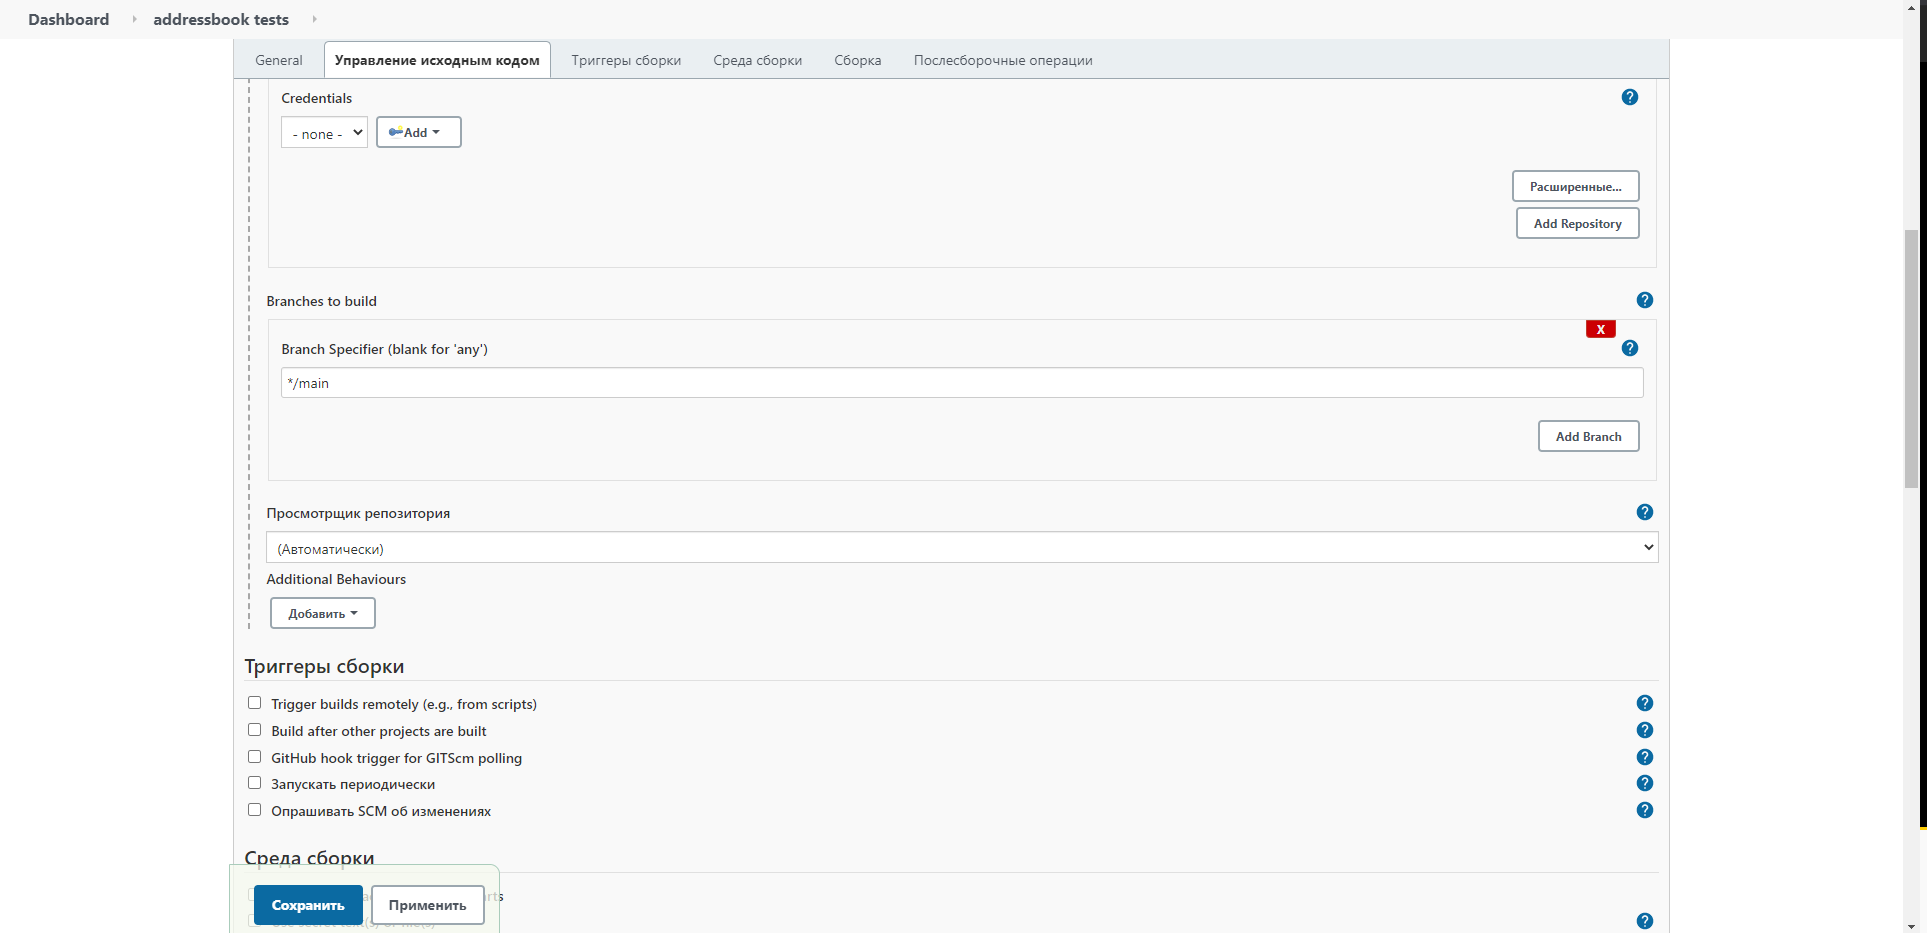 Dashboard addressbook tests
General Управление исходным кодом Триггеры сборки Среда сборки Сборка Послесборочные операции
Credentials
- none - Add
Расширенные...
Add Repository
Branches to build
X
Branch Specifier (blank for 'any')
*/main
Add Branch
Просмотрщик репозитория
(Автоматически)
Additional Behaviours
Добавить
Триггеры сборки
Trigger builds remotely (e.g., from scripts)
Build after other projects are built
GitHub hook trigger for GITScm polling
Запускать периодически
Опрашивать SCM об изменениях
Среда сборки
Сохранить Применить